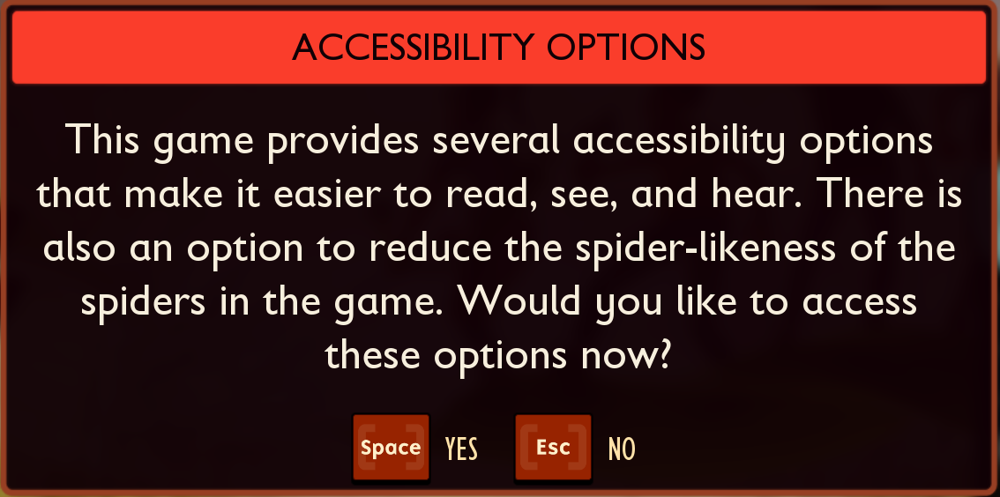 ACCESSIBILITY OPTIONS
This game provides several accessibility options
that make it easier to read, see, and hear. There is
also an option to reduce the spider-likeness of the
spiders in the game. Would you like to access
these options now?
Space YES Esc NO